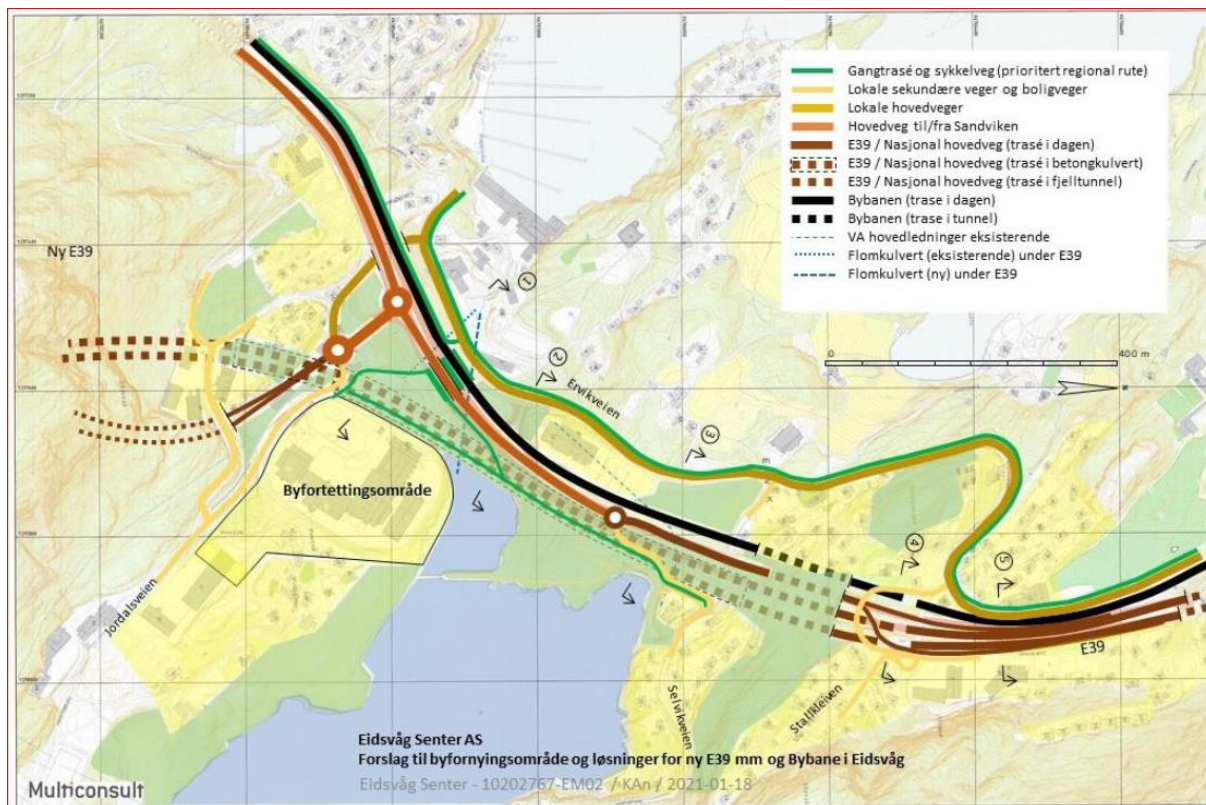 Gangtrasé og sykkelveg (prioritert regional rute)
Lokale sekundære veger og boligveger
Lokale hovedveger
Hovedveg til/fra Sandviken
E39 / Nasjonal hovedveg (trasé i dagen)
E39 / Nasjonal hovedveg (trasé i betongkulvert)
E39 / Nasjonal hovedveg (trasé i fjelltunnel)
Bybanen (trase i dagen)
Bybanen (trase i tunnel)
VA hovedledninger eksisterende
Flomkulvert (eksisterende) under E39
Flomkulvert (ny) under E39
0 400 m
Ny E39
1
2
Ervikveien
3
Byfortettingsområde
4
5
Jordalsveien
E39
Selvikveien
Stallkleiven
Eidsvåg Senter AS
Forslag til byfornyingsområde og løsninger for ny E39 mm og Bybane i Eidsvåg
Eidsvåg Senter - 10202767-EM02 / KAn / 2021-01-18
Multiconsult